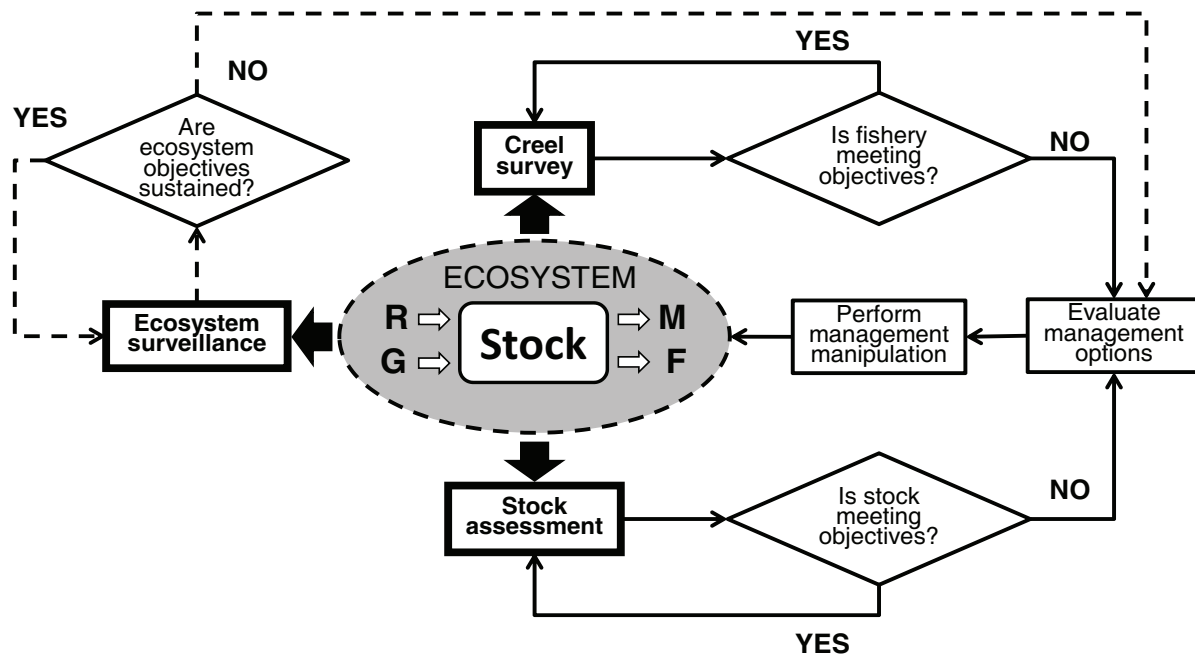 YES
NO
Are
ecosystem
objectives
sustained?
YES
Creel
survey
Is fishery
meeting
objectives?
NO
Ecosystem
surveillance
ECOSYSTEM
R
G
Stock
M
F
Perform
management
manipulation
Evaluate
management
options
Stock
assessment
Is stock
meeting
objectives?
NO
YES